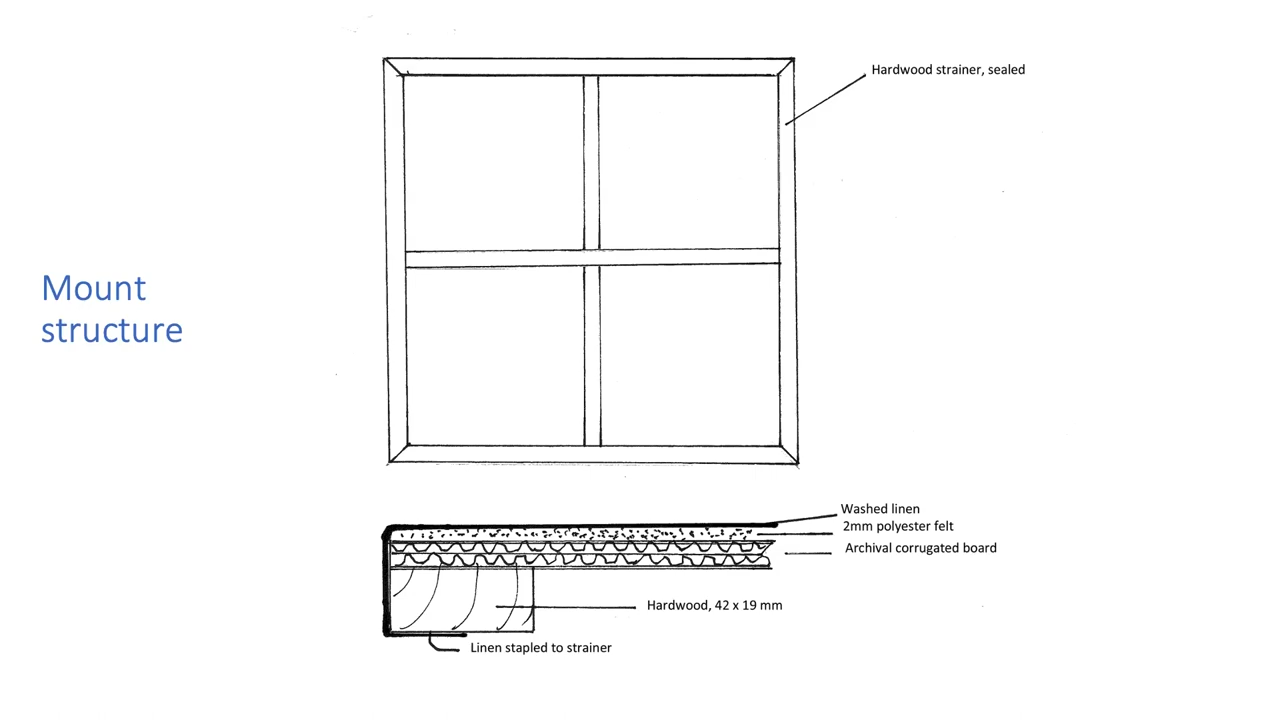 Hardwood strainer, sealed
Mount
structure
Washed linen
2mm polyester felt
Archival corrugated board
Hardwood, 42 x 19 mm
Linen stapled to strainer